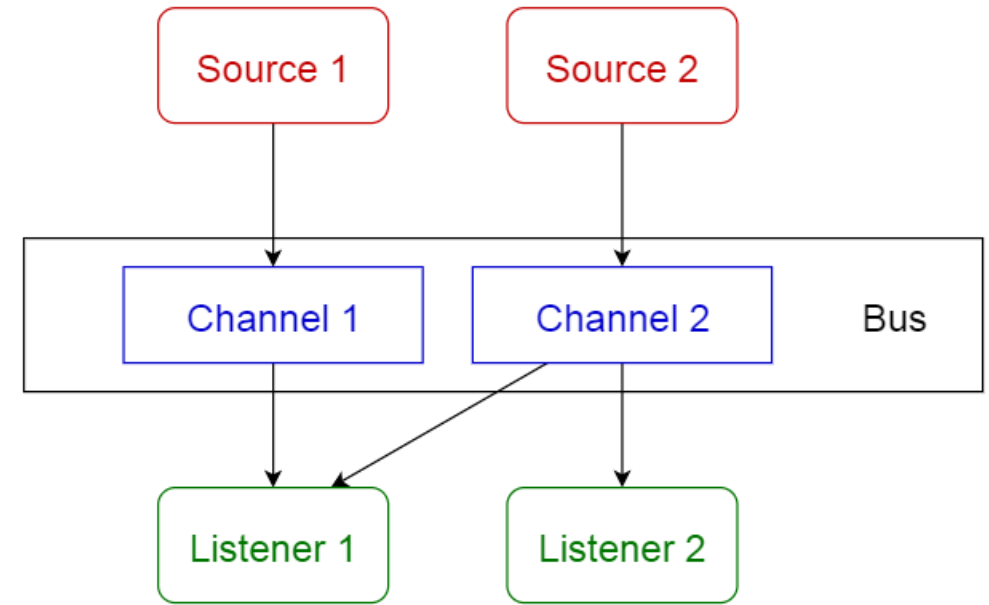 Source 1
Source 2
Channel 1
Channel 2
Bus
Listener 1
Listener 2